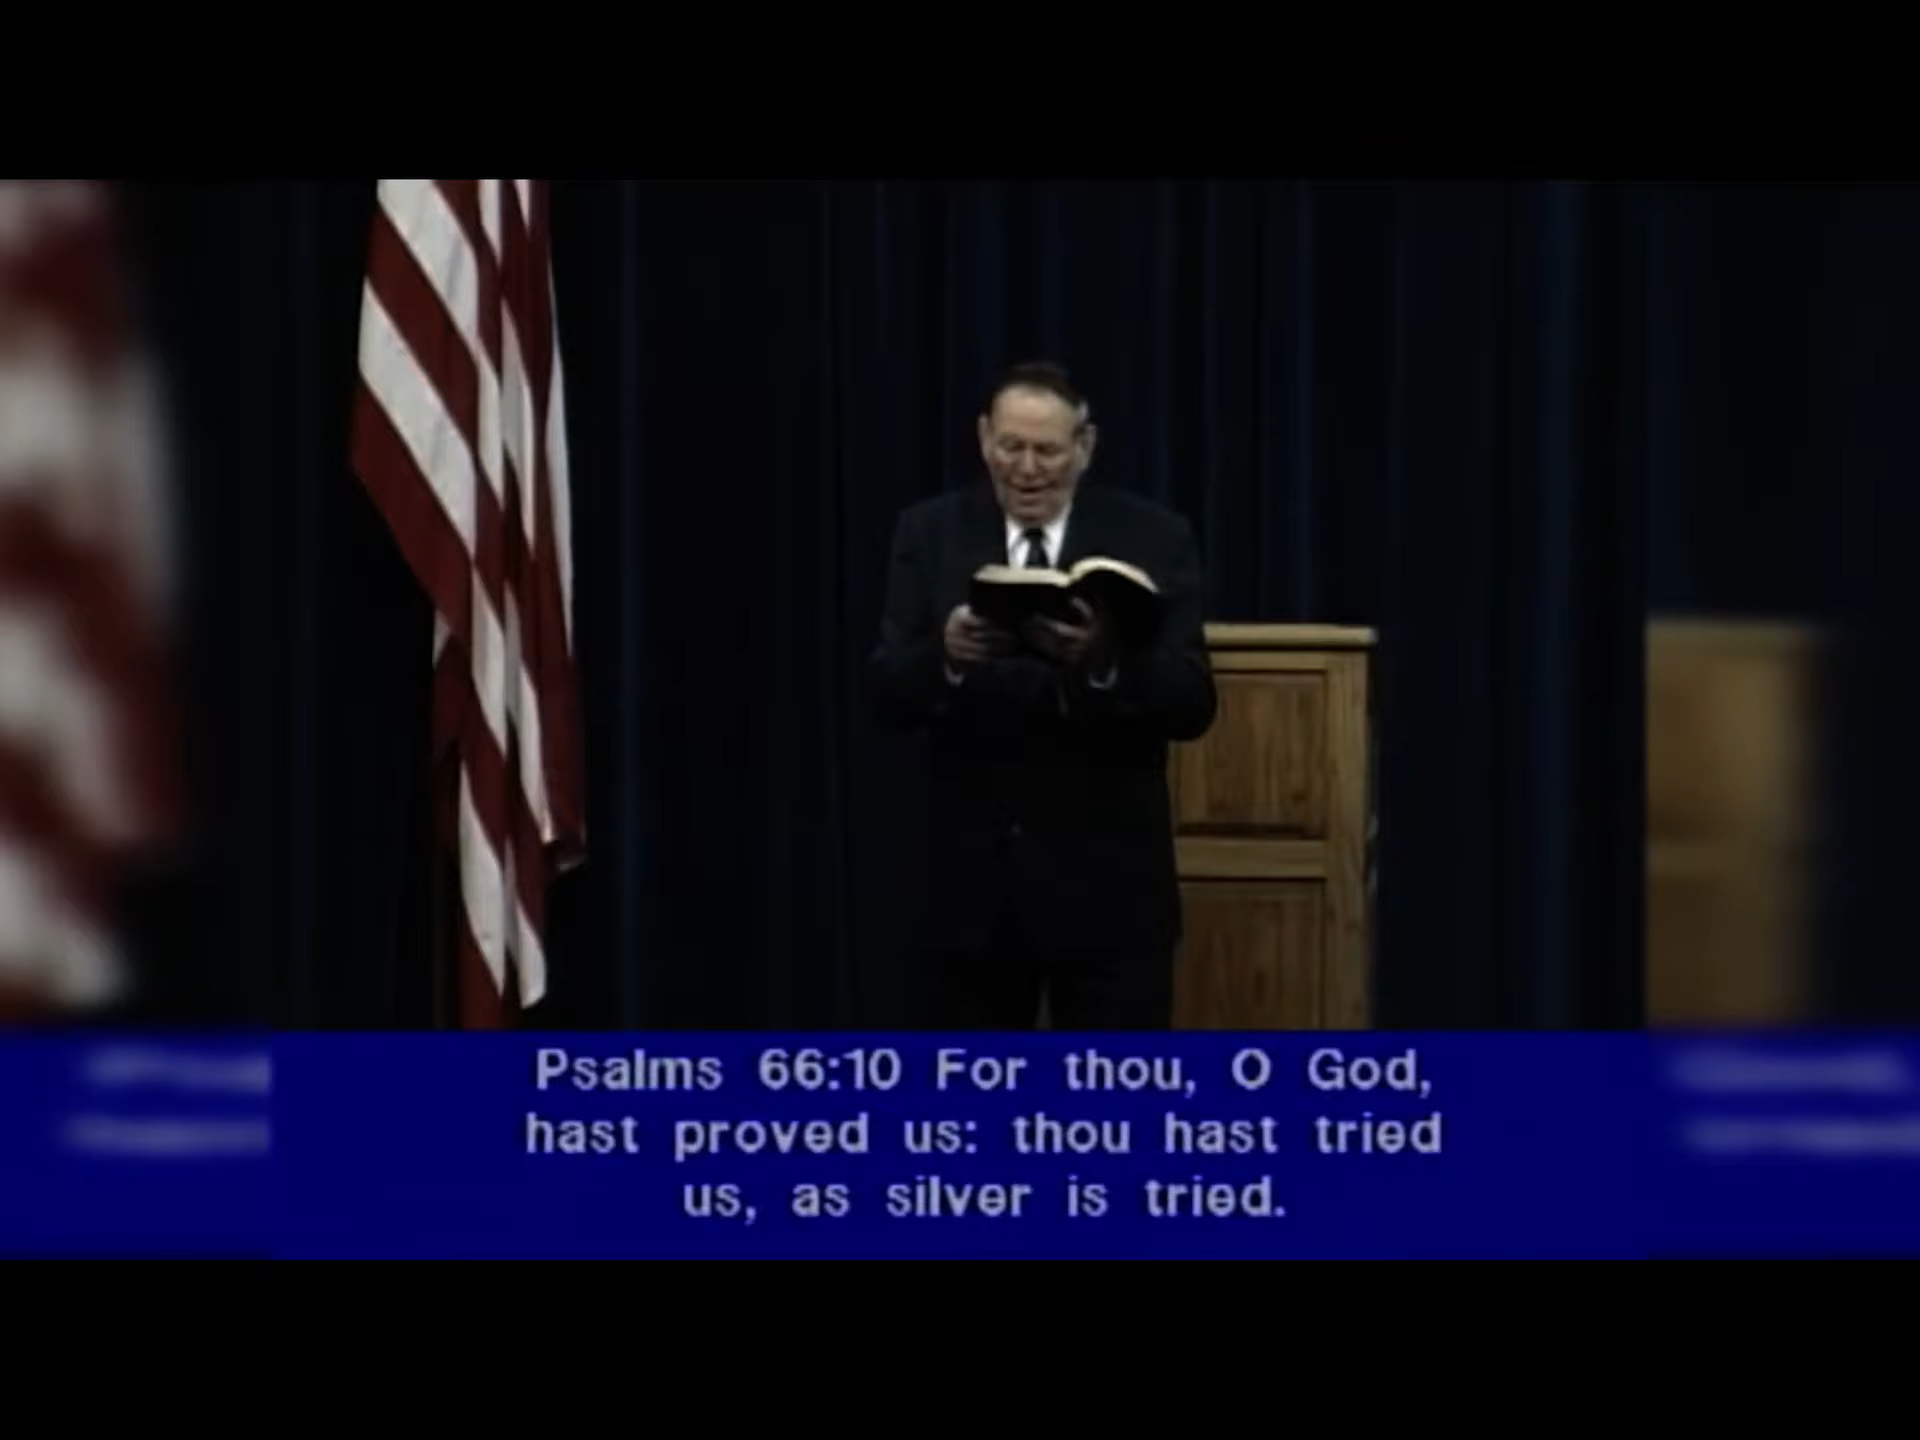 Psalms 66:10 For thou, O God,
hast proved us: thou hast tried
us, as silver is tried.